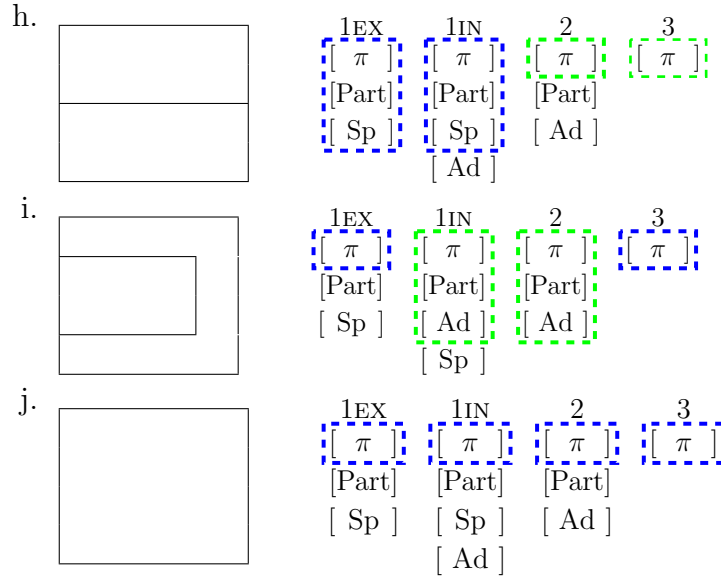 h. 1EX 1IN 2 3
[ π ] [ π ] [ π ] [ π ]
[Part] [Part] [Part]
[ Sp ] [ Sp ] [ Ad ]
[ Ad ]
i. 1EX 1IN 2 3
[ π ] [ π ] [ π ] [ π ]
[Part] [Part] [Part]
[ Sp ] [ Ad ] [ Ad ]
[ Sp ]
j. 1EX 1IN 2 3
[ π ] [ π ] [ π ] [ π ]
[Part] [Part] [Part]
[ Sp ] [ Sp ] [ Ad ]
[ Ad ]